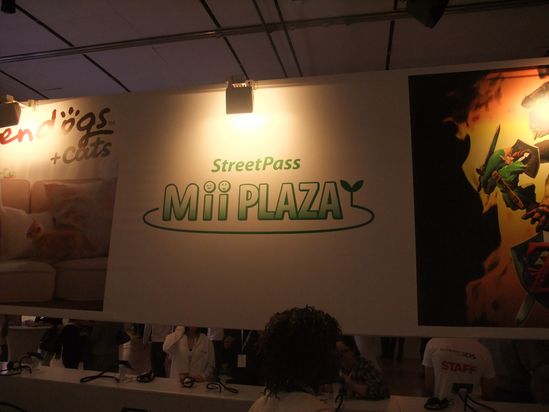 endogs
+ cats
StreetPass
Mii PLAZA
STAFF